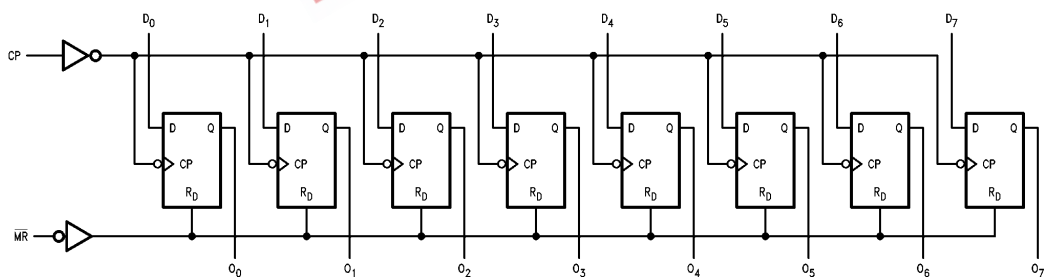 D0 D1 D2 D3 D4 D5 D6 D7
CP
D Q D Q D Q D Q D Q D Q D Q D Q
CP CP CP CP CP CP CP CP
RD RD RD RD RD RD RD RD
M̅R̅
O0 O1 O2 O3 O4 O5 O6 O7